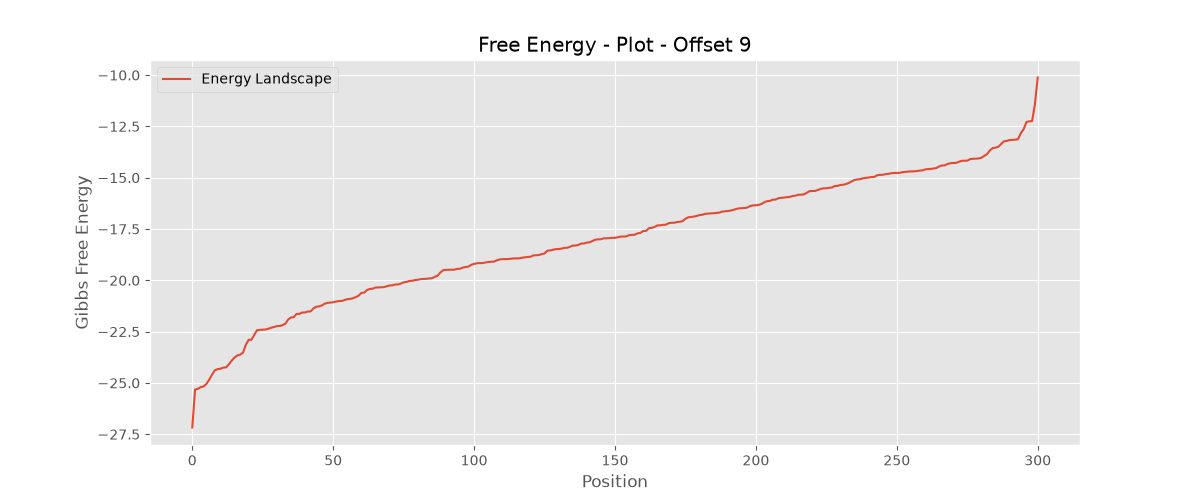 Free Energy - Plot - Offset 9
Energy Landscape
Gibbs Free Energy
−10.0
−12.5
−15.0
−17.5
−20.0
−22.5
−25.0
−27.5
0 50 100 150 200 250 300
Position